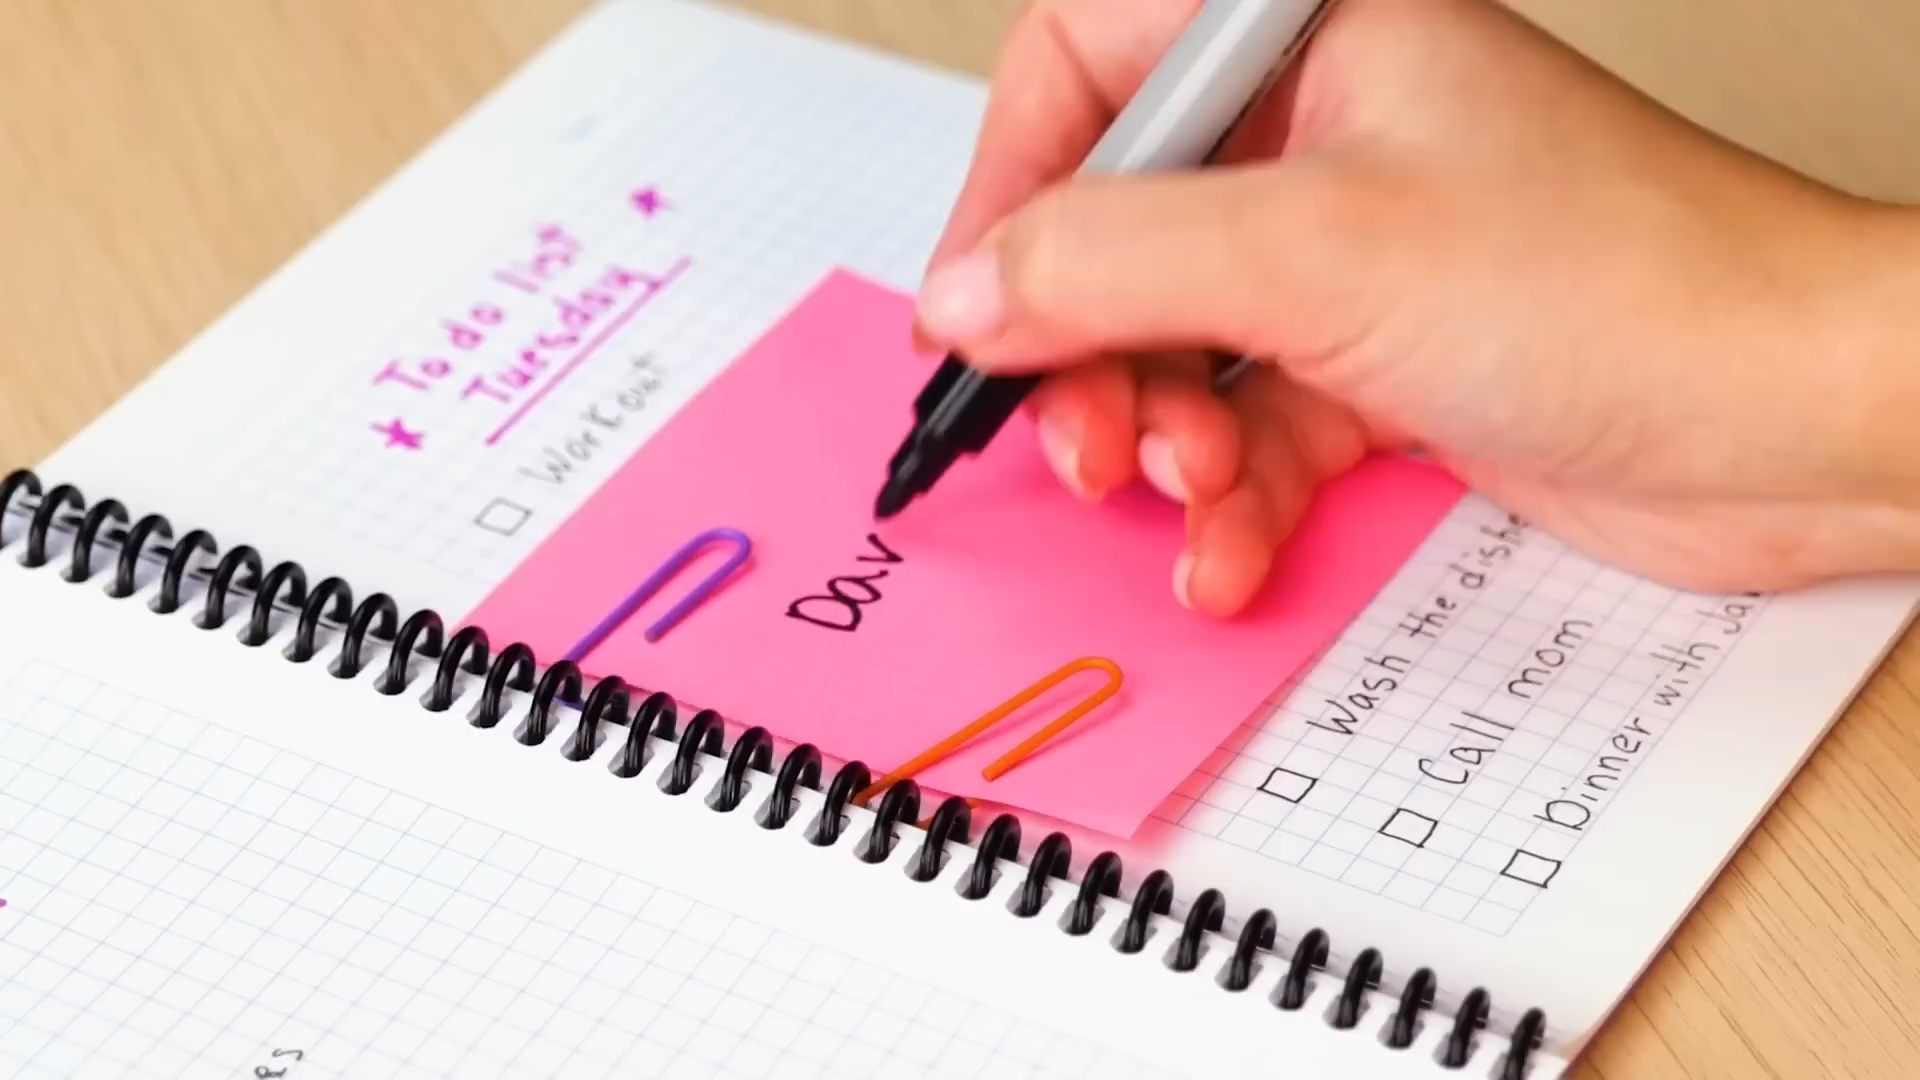 To do list
Tuesday
Workout
Dav
Wash the dishe
Call mom
Dinner with Ja